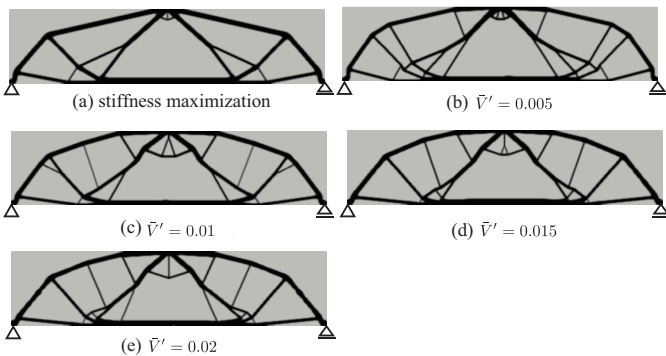 (a) stiffness maximization
(b) V̄′ = 0.005
(c) V̄′ = 0.01
(d) V̄′ = 0.015
(e) V̄′ = 0.02